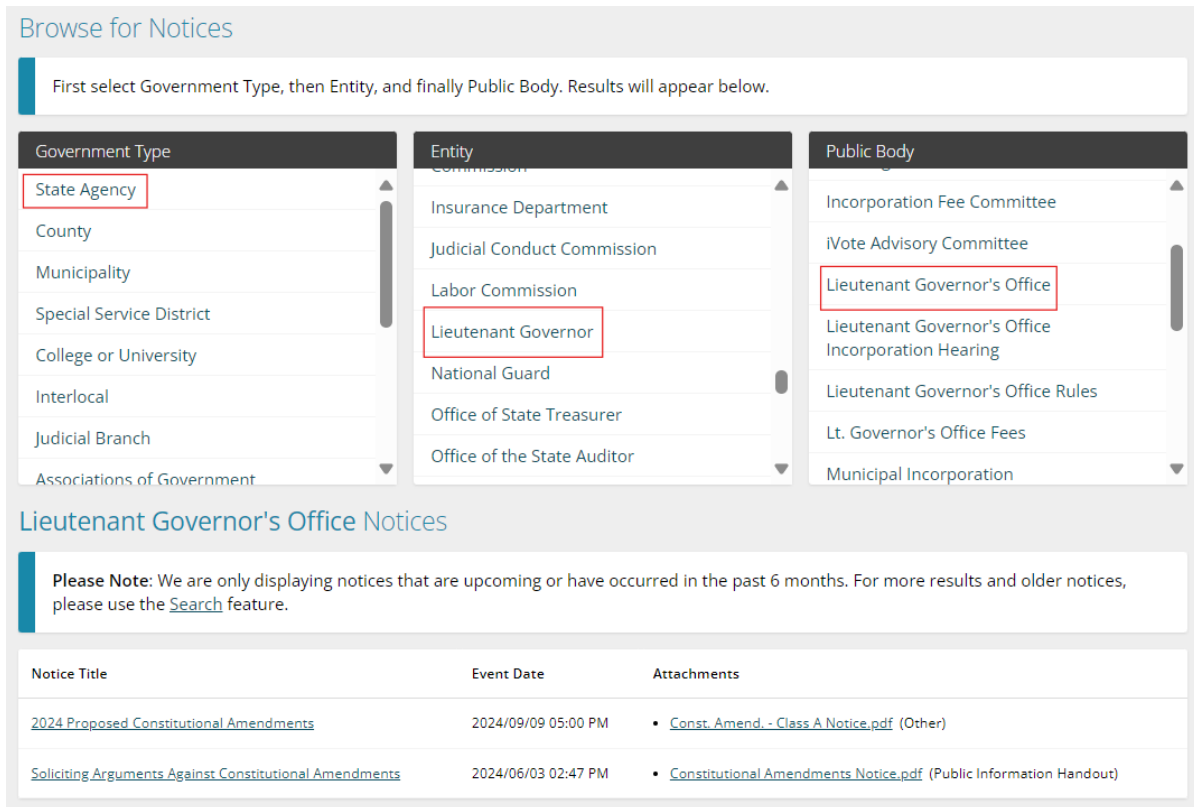 Browse for Notices
First select Government Type, then Entity, and finally Public Body. Results will appear below.
Government Type
State Agency
County
Municipality
Special Service District
College or University
Interlocal
Judicial Branch
Associations of Government
Entity
Commission
Insurance Department
Judicial Conduct Commission
Labor Commission
Lieutenant Governor
National Guard
Office of State Treasurer
Office of the State Auditor
Public Body
Incorporation Fee Committee
iVote Advisory Committee
Lieutenant Governor's Office
Lieutenant Governor's Office
Incorporation Hearing
Lieutenant Governor's Office Rules
Lt. Governor's Office Fees
Municipal Incorporation
Lieutenant Governor's Office Notices
Please Note: We are only displaying notices that are upcoming or have occurred in the past 6 months. For more results and older notices,
please use the Search feature.
Notice Title Event Date Attachments
2024 Proposed Constitutional Amendments 2024/09/09 05:00 PM • Const. Amend. - Class A Notice.pdf (Other)
Soliciting Arguments Against Constitutional Amendments 2024/06/03 02:47 PM • Constitutional Amendments Notice.pdf (Public Information Handout)